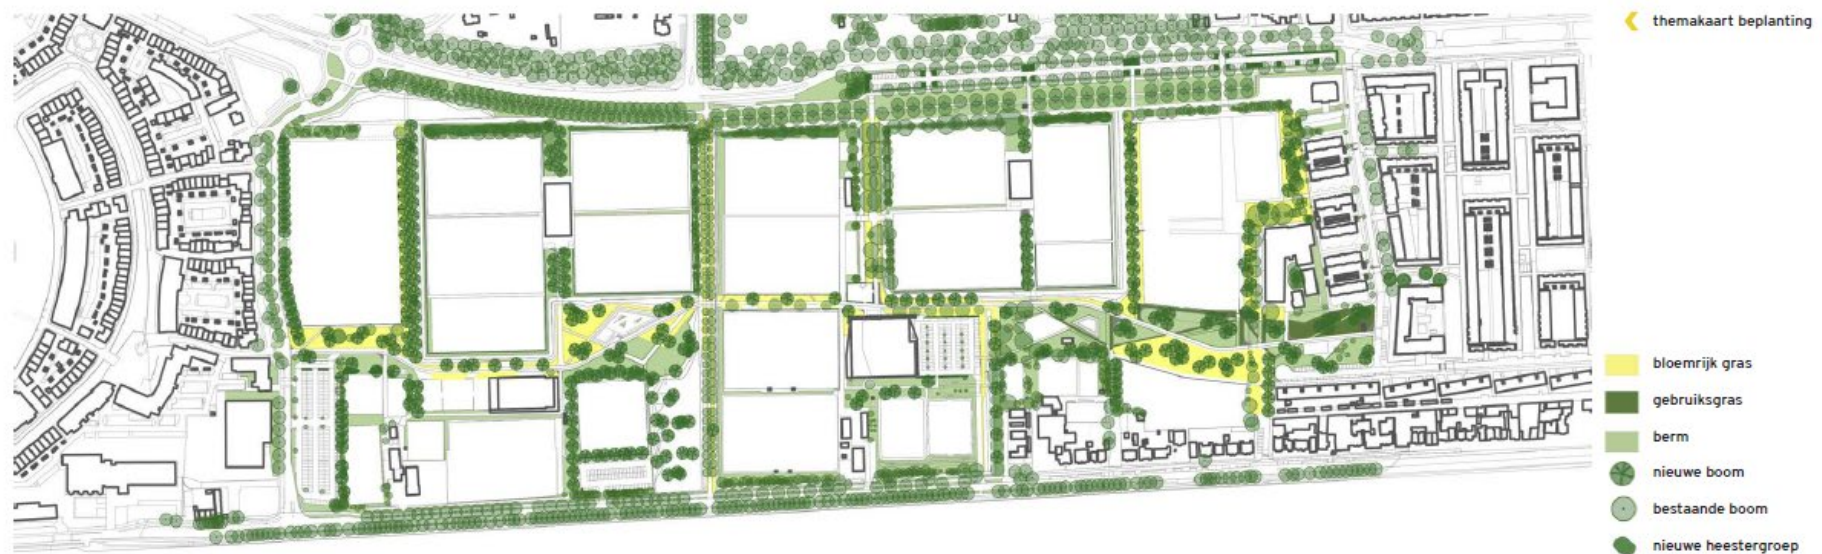 themakaart beplanting
bloemrijk gras
gebruiksgras
berm
nieuwe boom
bestaande boom
nieuwe heestergroep